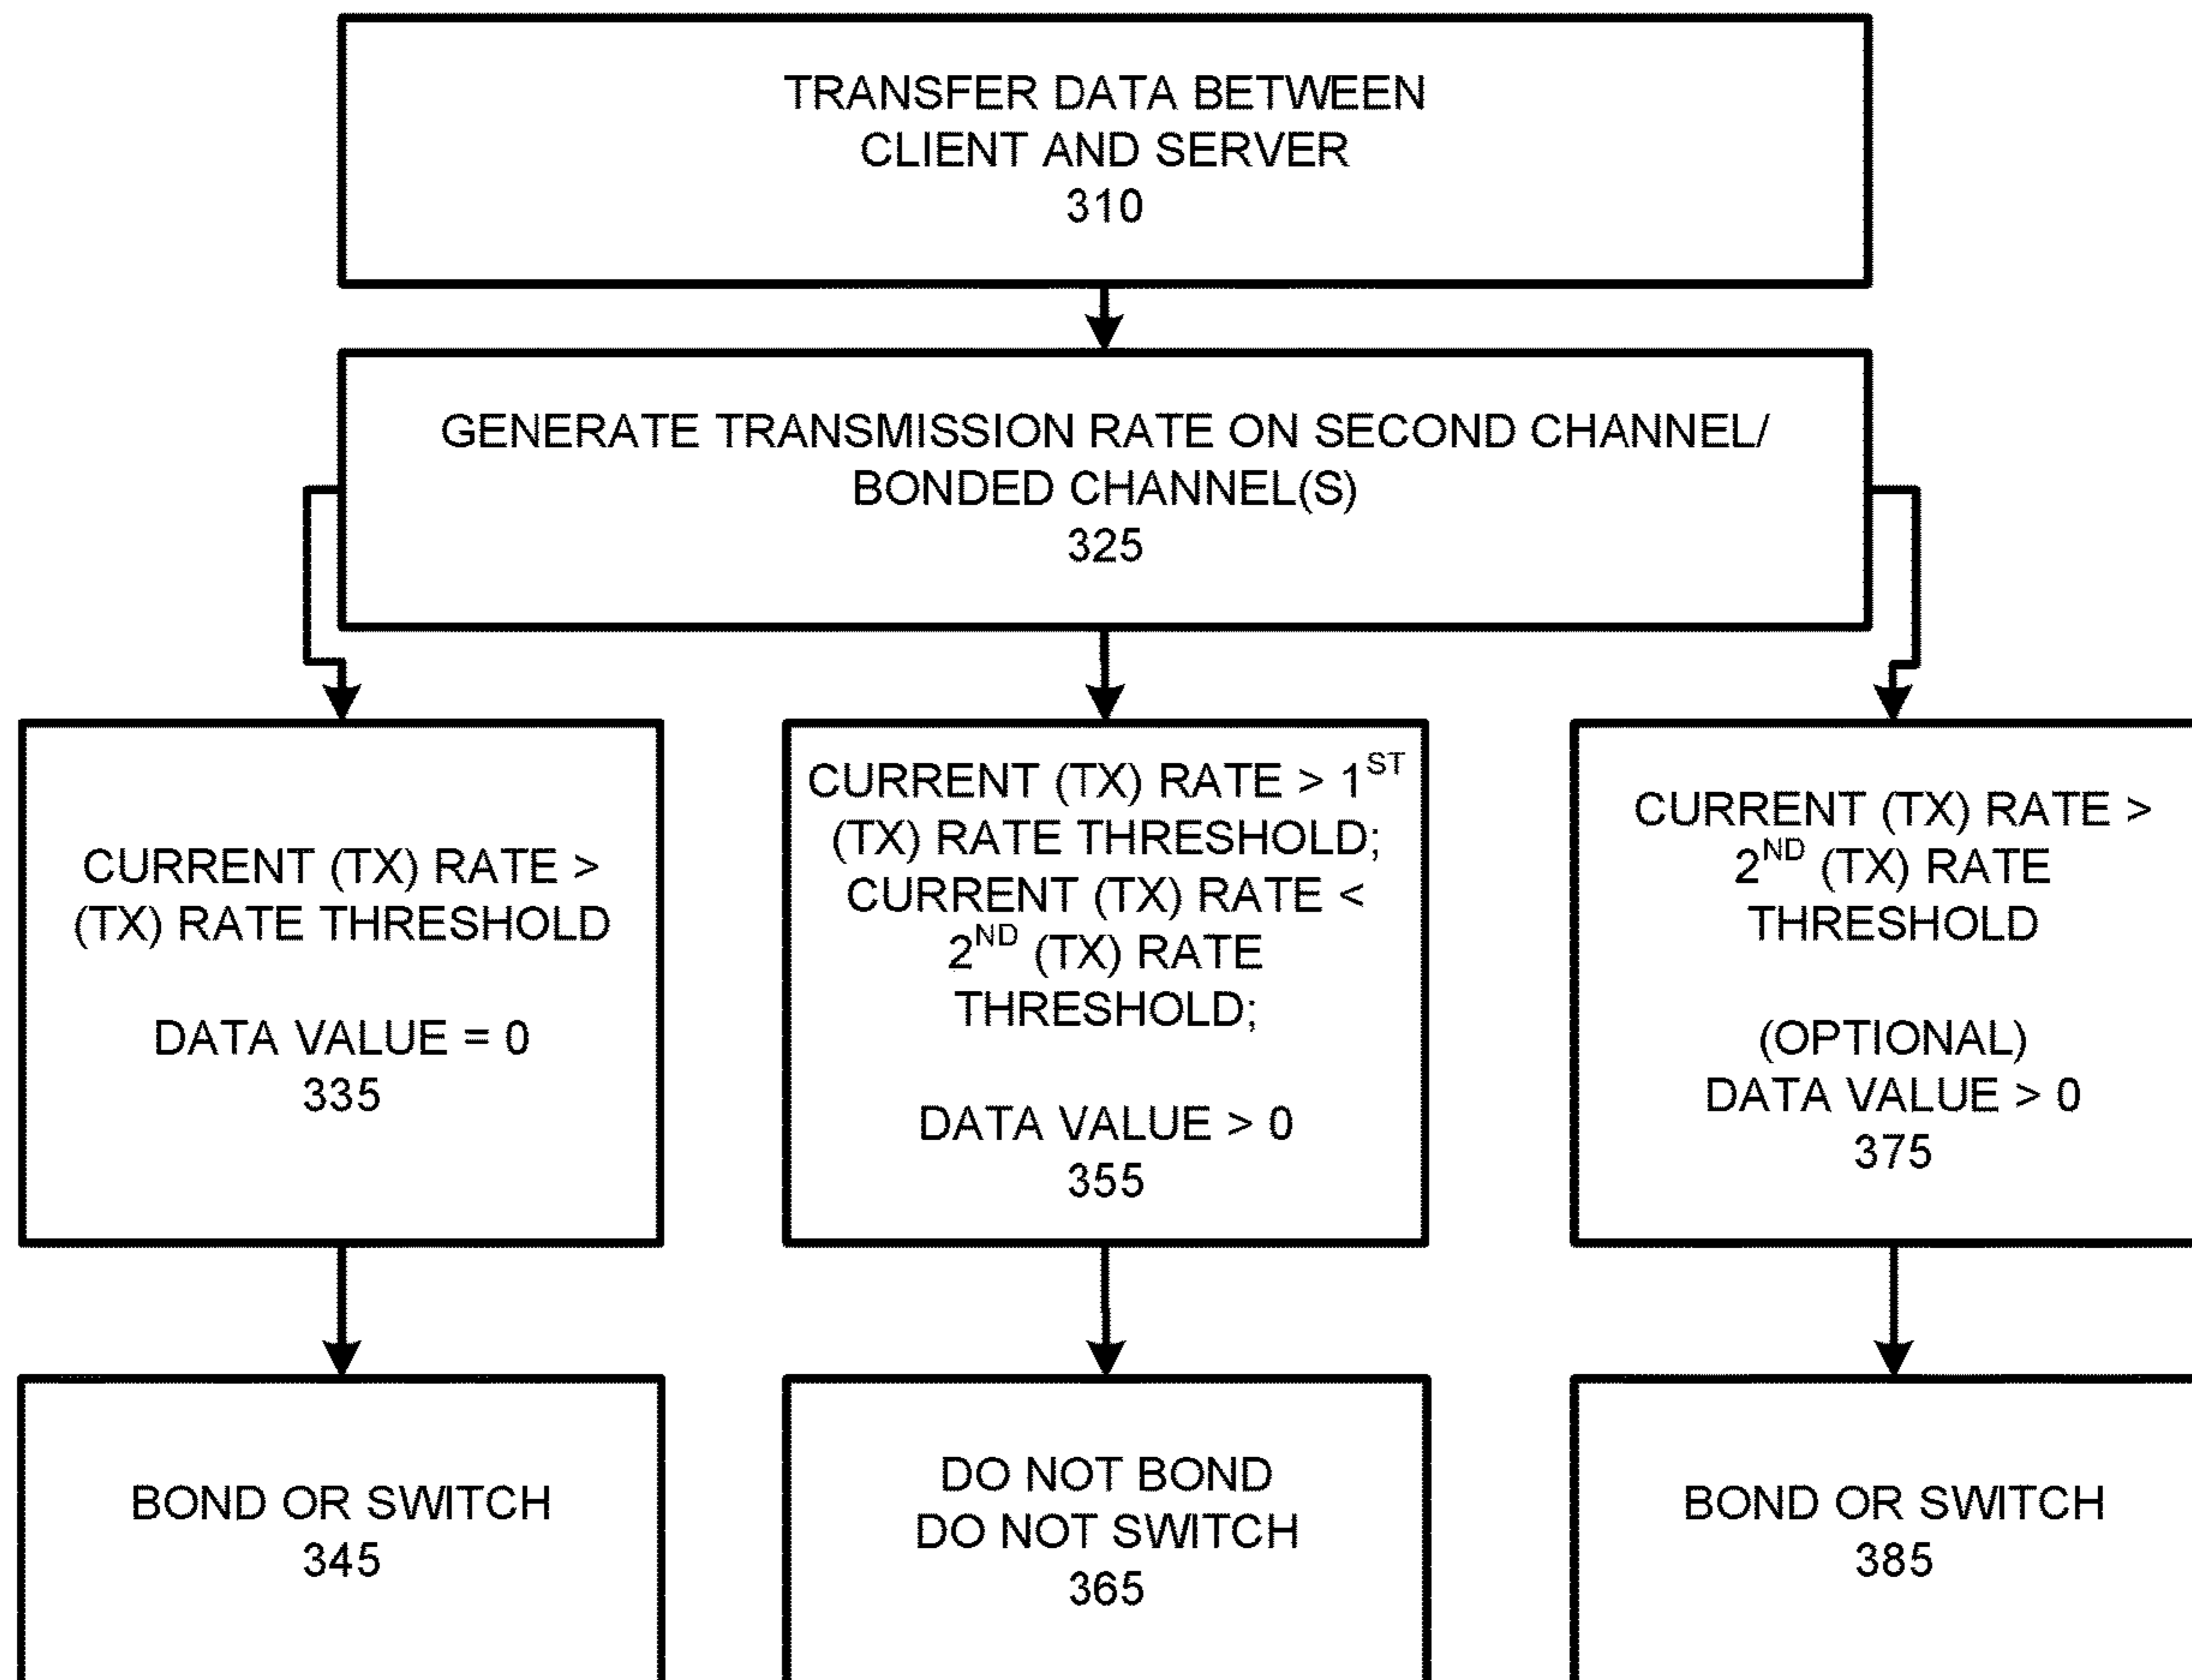 TRANSFER DATA BETWEEN
CLIENT AND SERVER
310
GENERATE TRANSMISSION RATE ON SECOND CHANNEL/
BONDED CHANNEL(S)
325
CURRENT (TX) RATE >
(TX) RATE THRESHOLD
DATA VALUE = 0
335
CURRENT (TX) RATE > 1ST
(TX) RATE THRESHOLD;
CURRENT (TX) RATE <
2ND (TX) RATE
THRESHOLD;
DATA VALUE > 0
355
CURRENT (TX) RATE >
2ND (TX) RATE
THRESHOLD
(OPTIONAL)
DATA VALUE > 0
375
BOND OR SWITCH
345
DO NOT BOND
DO NOT SWITCH
365
BOND OR SWITCH
385